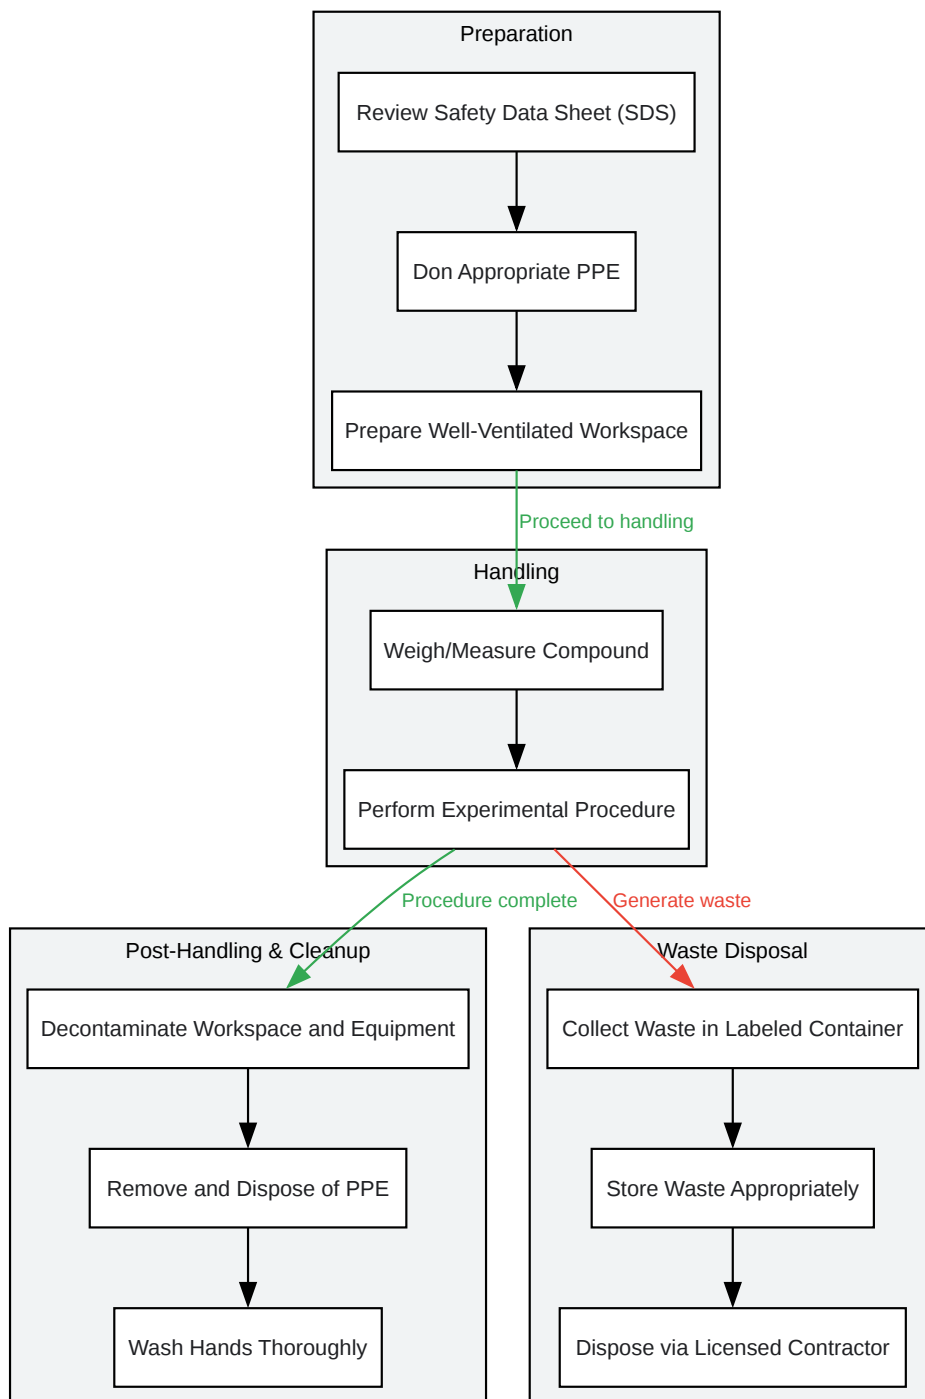 Preparation
Review Safety Data Sheet (SDS)
Don Appropriate PPE
Prepare Well-Ventilated Workspace
Proceed to handling
Handling
Weigh/Measure Compound
Perform Experimental Procedure
Procedure complete
Generate waste
Post-Handling & Cleanup
Decontaminate Workspace and Equipment
Remove and Dispose of PPE
Wash Hands Thoroughly
Waste Disposal
Collect Waste in Labeled Container
Store Waste Appropriately
Dispose via Licensed Contractor